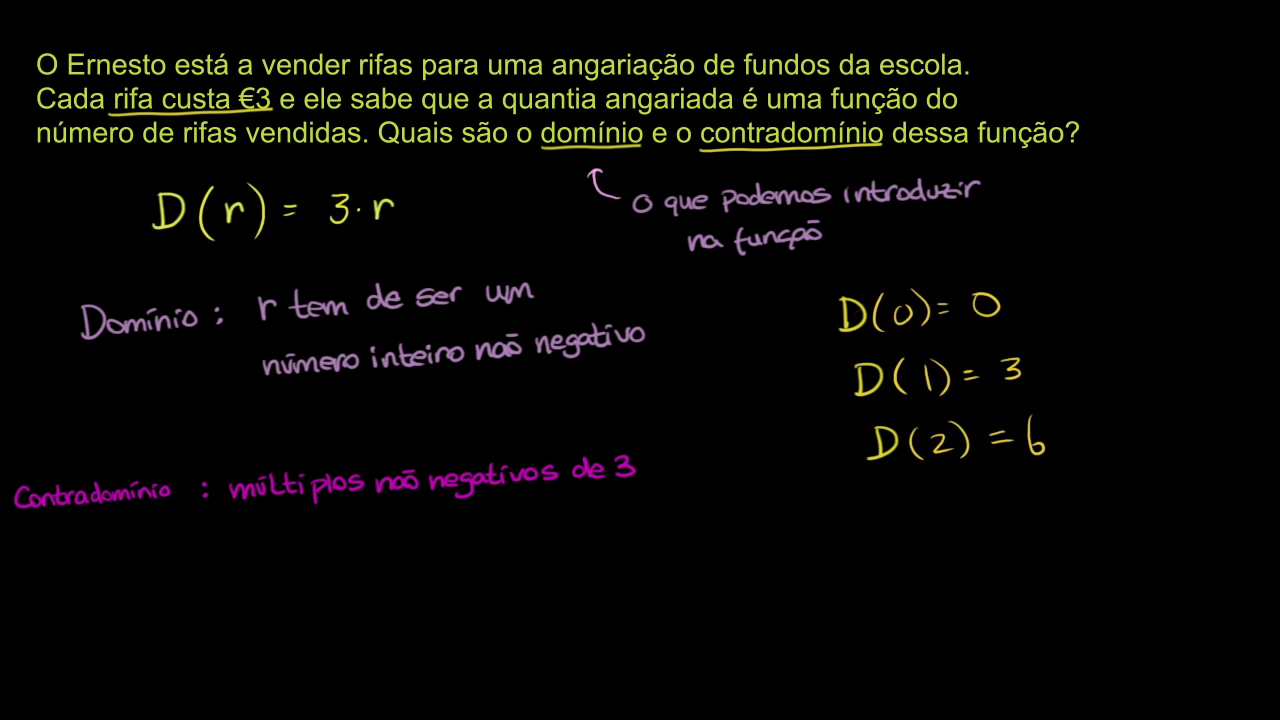 O Ernesto está a vender rifas para uma angariação de fundos da escola.
Cada rifa custa €3 e ele sabe que a quantia angariada é uma função do
número de rifas vendidas. Quais são o domínio e o contradomínio dessa função?
D(r) = 3·r
O que podemos introduzir
na função
Domínio : r tem de ser um
número inteiro não negativo
D(0) = 0
D(1) = 3
D(2) = 6
Contradomínio : múltiplos não negativos de 3